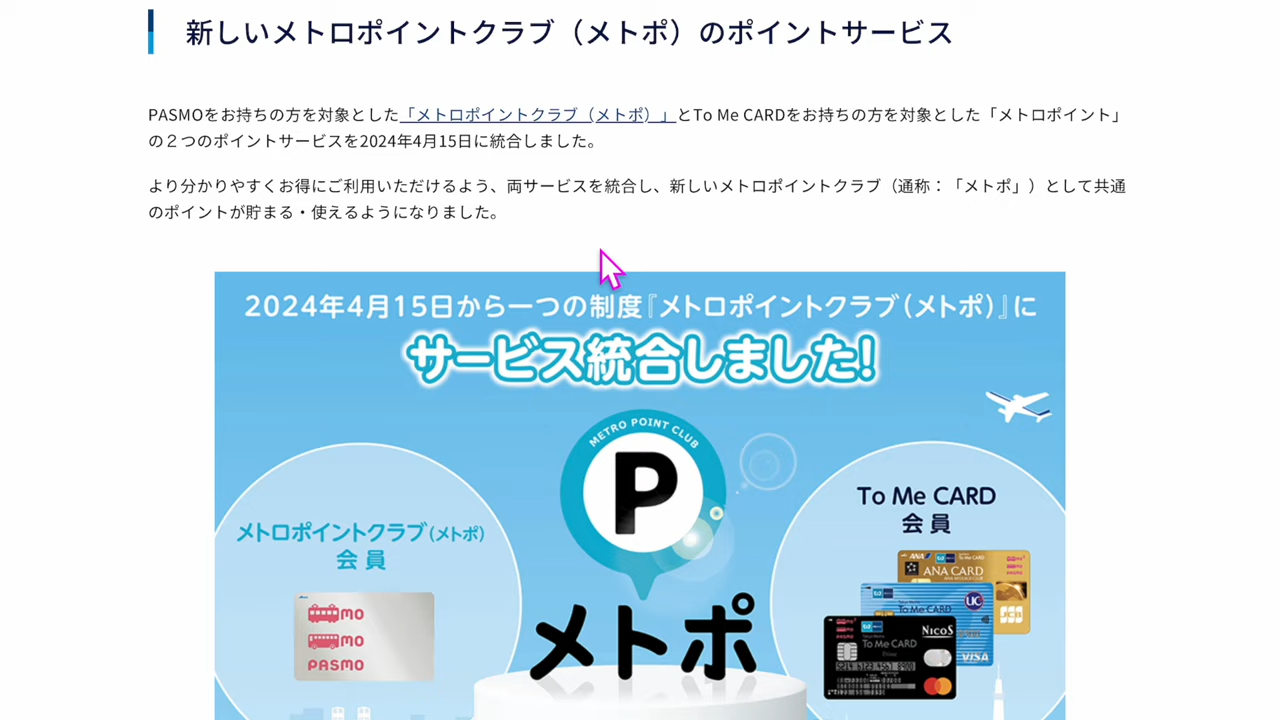 新しいメトロポイントクラブ（メトポ）のポイントサービス
PASMOをお持ちの方を対象とした「メトロポイントクラブ（メトポ）」とTo Me CARDをお持ちの方を対象とした「メトロポイント」
の２つのポイントサービスを2024年4月15日に統合しました。
より分かりやすくお得にご利用いただけるよう、両サービスを統合し、新しいメトロポイントクラブ（通称：「メトポ」）として共通
のポイントが貯まる・使えるようになりました。
2024年4月15日から一つの制度『メトロポイントクラブ（メトポ）』に
サービス統合しました!
METRO POINT CLUB
P
メトポ
メトロポイントクラブ（メトポ）
会員
MO
MO
PASMO
To Me CARD
会員
ANA To Me CARD
ANA CARD
JCB
To Me CARD
UC
VISA
To Me CARD
NICOS